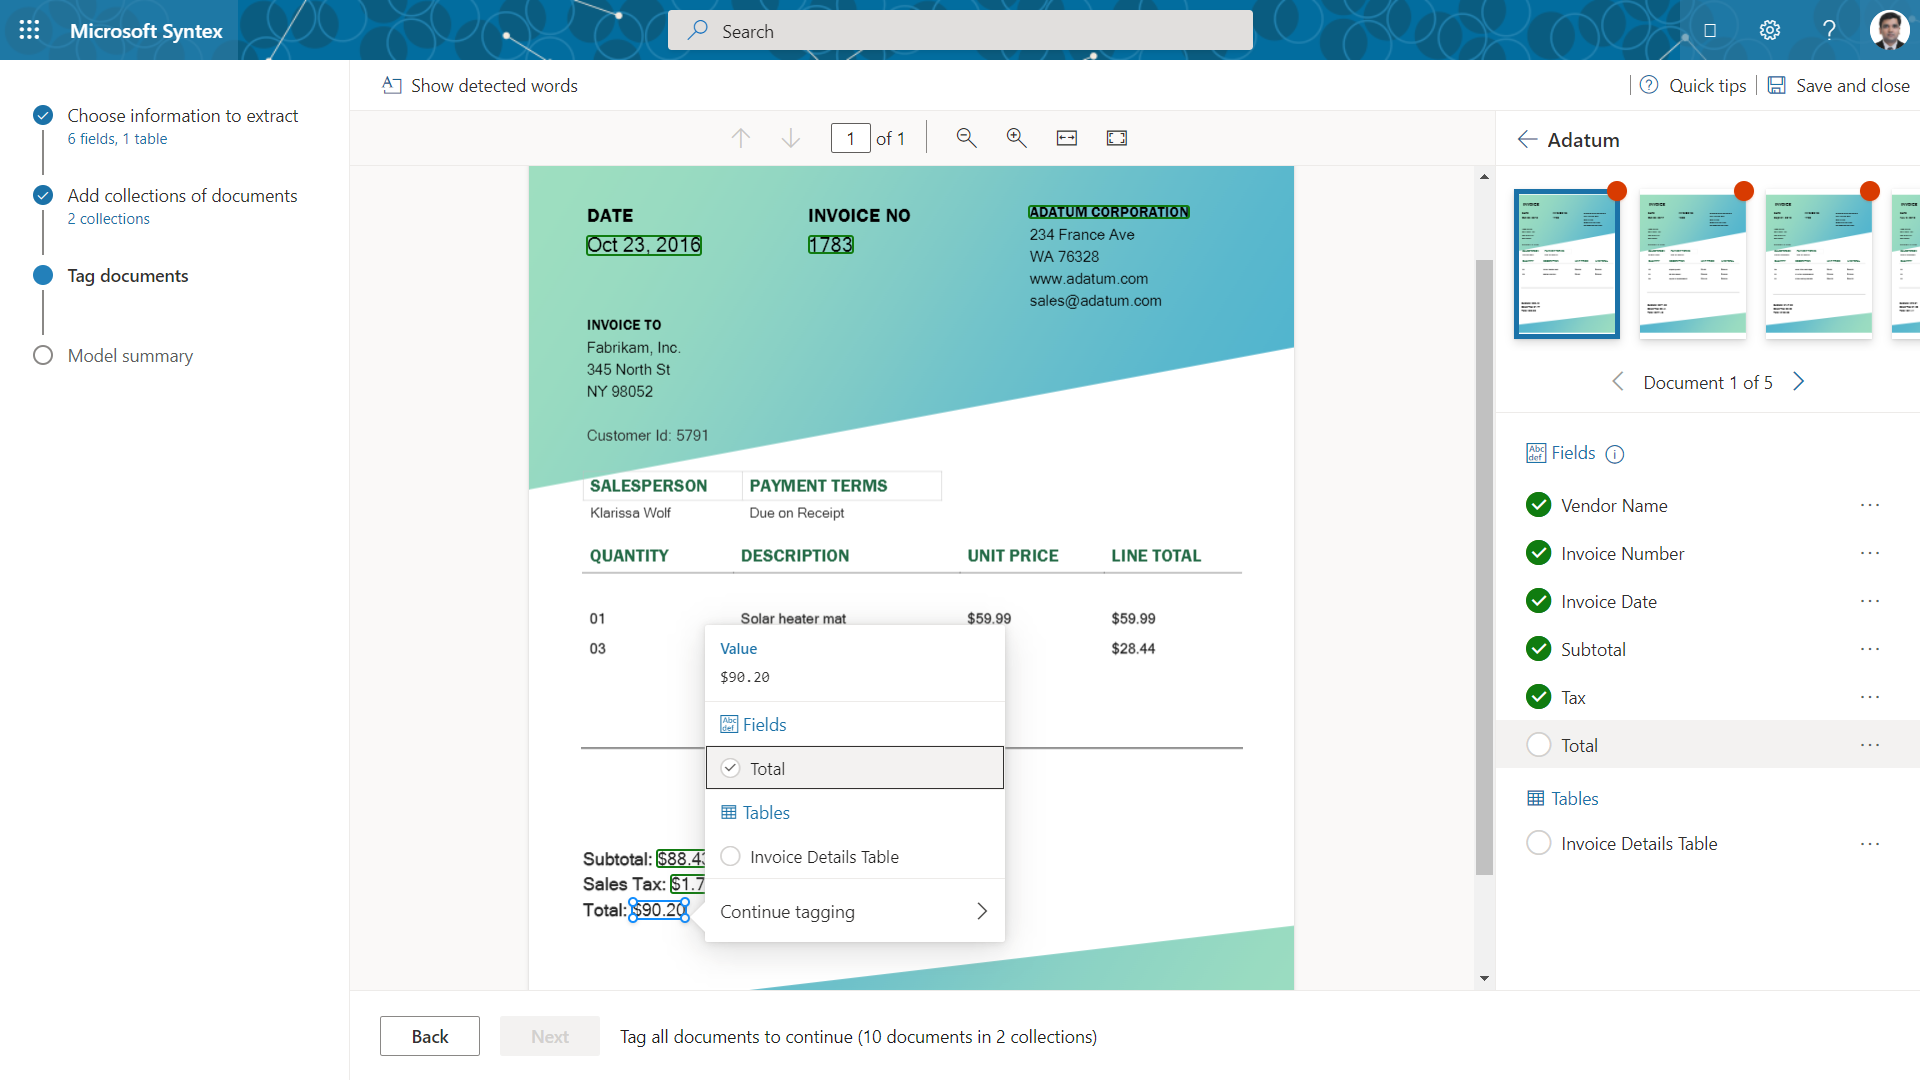 Microsoft Syntex
Search
Choose information to extract
6 fields, 1 table
Add collections of documents
2 collections
Tag documents
Model summary
Show detected words
Quick tips
Save and close
1 of 1
DATE
Oct 23, 2016
INVOICE NO
1783
ADATUM CORPORATION
234 France Ave
WA 76328
www.adatum.com
sales@adatum.com
INVOICE TO
Fabrikam, Inc.
345 North St
NY 98052
Customer Id: 5791
SALESPERSON PAYMENT TERMS
Klarissa Wolf Due on Receipt
QUANTITY DESCRIPTION UNIT PRICE LINE TOTAL
01 Solar heater mat $59.99 $59.99
03 $28.44
Value
$90.20
Fields
Total
Tables
Invoice Details Table
Continue tagging
Subtotal: $88.43
Sales Tax: $1.7
Total: $90.20
Adatum
Document 1 of 5
Fields
Vendor Name
Invoice Number
Invoice Date
Subtotal
Tax
Total
Tables
Invoice Details Table
Back
Next
Tag all documents to continue (10 documents in 2 collections)